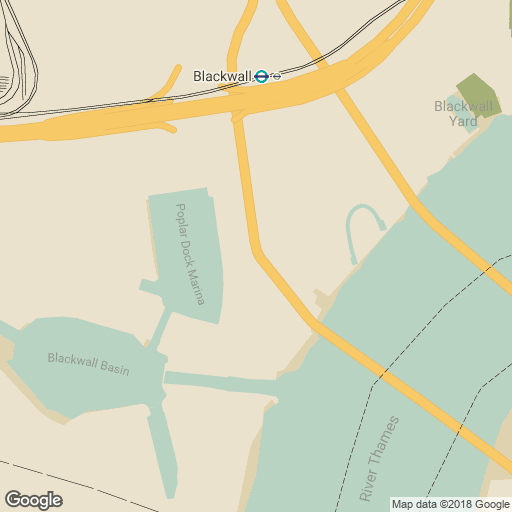 Blackwall
Blackwall
Yard
Poplar Dock Marina
Blackwall Basin
River Thames
Google
Map data ©2018 Google